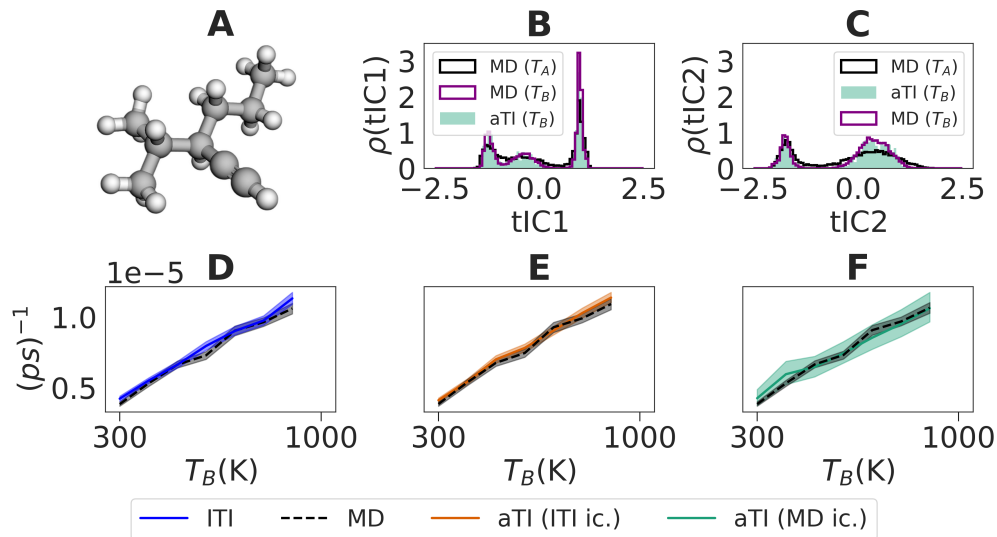 A
B
C
ρ(tIC1)
3
2
1
0
MD (T_A)
MD (T_B)
aTI (T_B)
−2.5
0.0
2.5
tIC1
ρ(tIC2)
3
2
1
0
MD (T_A)
aTI (T_B)
MD (T_B)
−2.5
0.0
2.5
tIC2
D
E
F
1e−5
(ps)⁻¹
1.0
0.5
300
1000
T_B(K)
300
1000
T_B(K)
300
1000
T_B(K)
ITI
MD
aTI (ITI ic.)
aTI (MD ic.)